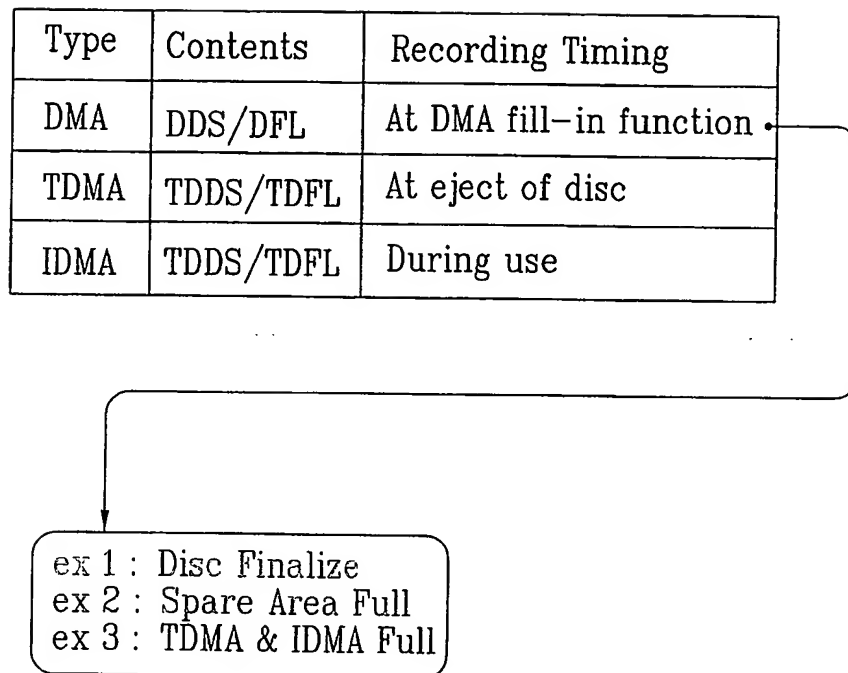 Type Contents Recording Timing
DMA DDS/DFL At DMA fill-in function
TDMA TDDS/TDFL At eject of disc
IDMA TDDS/TDFL During use
ex 1 : Disc Finalize
ex 2 : Spare Area Full
ex 3 : TDMA & IDMA Full